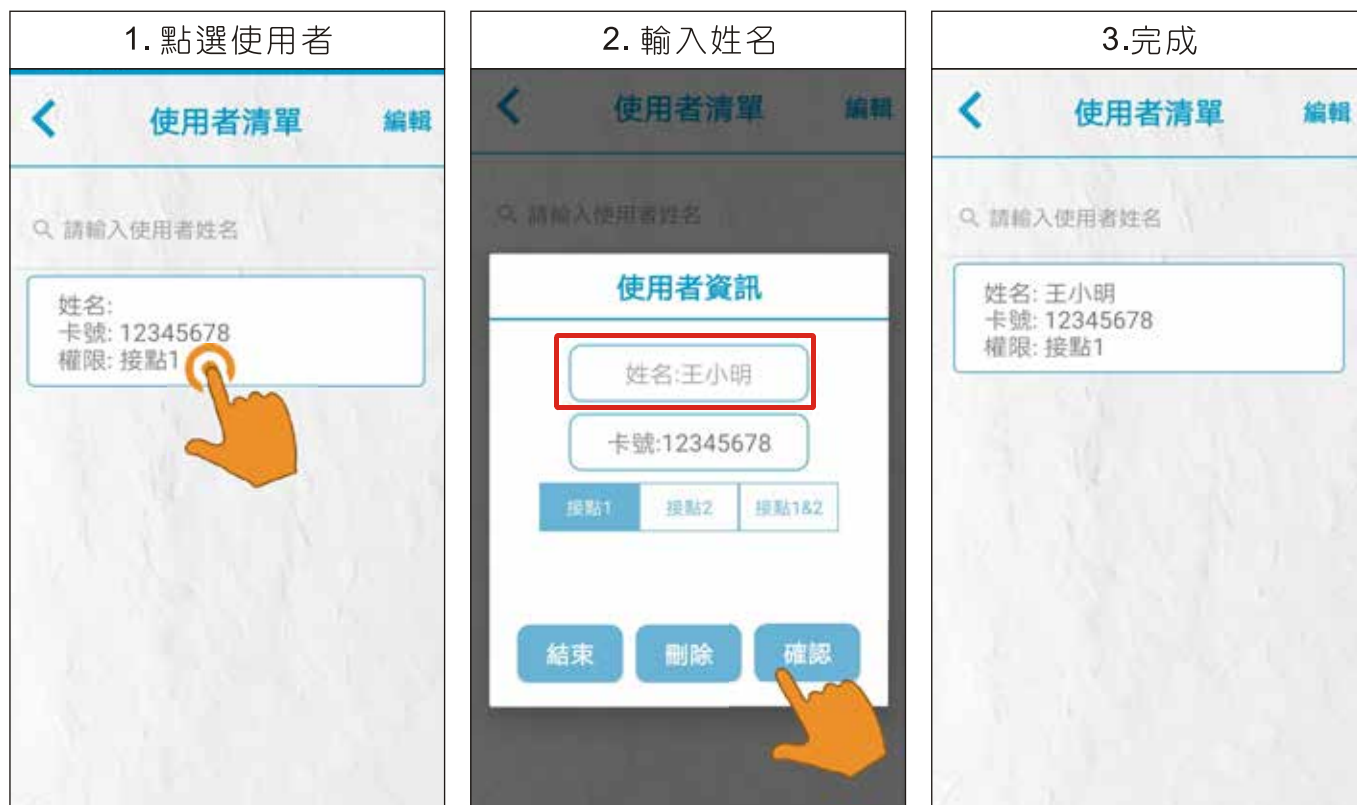 1. 點選使用者
使用者清單
編輯
請輸入使用者姓名
姓名:
卡號: 12345678
權限: 接點1
2. 輸入姓名
使用者清單
編輯
請輸入使用者姓名
使用者資訊
姓名:王小明
卡號:12345678
接點1
接點2
接點1&2
結束
刪除
確認
3.完成
使用者清單
編輯
請輸入使用者姓名
姓名: 王小明
卡號: 12345678
權限: 接點1